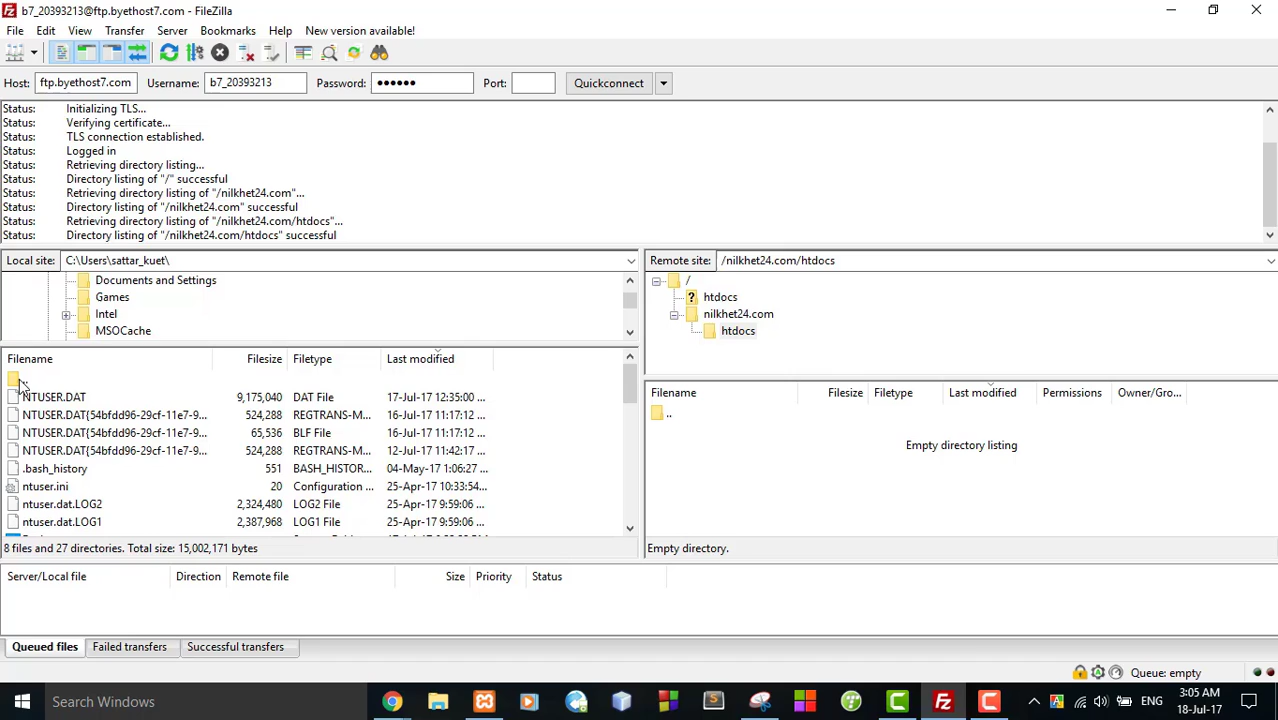 b7_20393213@ftp.byethost7.com - FileZilla
File Edit View Transfer Server Bookmarks Help New version available!
Host: ftp.byethost7.com Username: b7_20393213 Password: ●●●●●● Port: Quickconnect
Status: Initializing TLS...
Status: Verifying certificate...
Status: TLS connection established.
Status: Logged in
Status: Retrieving directory listing...
Status: Directory listing of "/" successful
Status: Retrieving directory listing of "/nilkhet24.com"...
Status: Directory listing of "/nilkhet24.com" successful
Status: Retrieving directory listing of "/nilkhet24.com/htdocs"...
Status: Directory listing of "/nilkhet24.com/htdocs" successful
Local site: C:\Users\sattar_kuet\
Documents and Settings
Games
Intel
MSOCache
Filename Filesize Filetype Last modified
..
NTUSER.DAT 9,175,040 DAT File 17-Jul-17 12:35:00 ...
NTUSER.DAT{54bfdd96-29cf-11e7-9... 524,288 REGTRANS-M... 16-Jul-17 11:17:12 ...
NTUSER.DAT{54bfdd96-29cf-11e7-9... 65,536 BLF File 16-Jul-17 11:17:12 ...
NTUSER.DAT{54bfdd96-29cf-11e7-9... 524,288 REGTRANS-M... 12-Jul-17 11:42:17 ...
.bash_history 551 BASH_HISTOR... 04-May-17 1:06:27 ...
ntuser.ini 20 Configuration ... 25-Apr-17 10:33:54...
ntuser.dat.LOG2 2,324,480 LOG2 File 25-Apr-17 9:59:06 ...
ntuser.dat.LOG1 2,387,968 LOG1 File 25-Apr-17 9:59:06 ...
8 files and 27 directories. Total size: 15,002,171 bytes
Remote site: /nilkhet24.com/htdocs
/
htdocs
nilkhet24.com
htdocs
Filename Filesize Filetype Last modified Permissions Owner/Gro...
..
Empty directory listing
Empty directory.
Server/Local file Direction Remote file Size Priority Status
Queued files Failed transfers Successful transfers
Queue: empty
Search Windows
ENG
3:05 AM
18-Jul-17